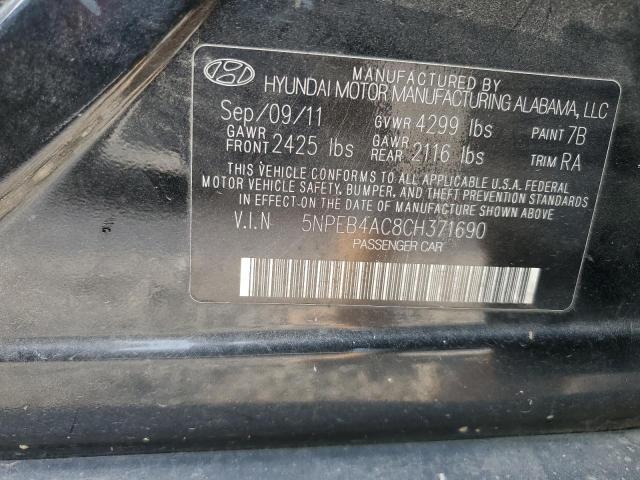 MANUFACTURED BY
HYUNDAI MOTOR MANUFACTURING ALABAMA, LLC
Sep/09/11 GVWR 4299 lbs PAINT 7B
GAWR FRONT 2425 lbs GAWR REAR 2116 lbs TRIM RA
THIS VEHICLE CONFORMS TO ALL APPLICABLE U.S.A. FEDERAL
MOTOR VEHICLE SAFETY, BUMPER, AND THEFT PREVENTION STANDARDS
IN EFFECT ON THE DATE OF MANUFACTURE SHOWN ABOVE.
V.I.N 5NPEB4AC8CH371690
PASSENGER CAR